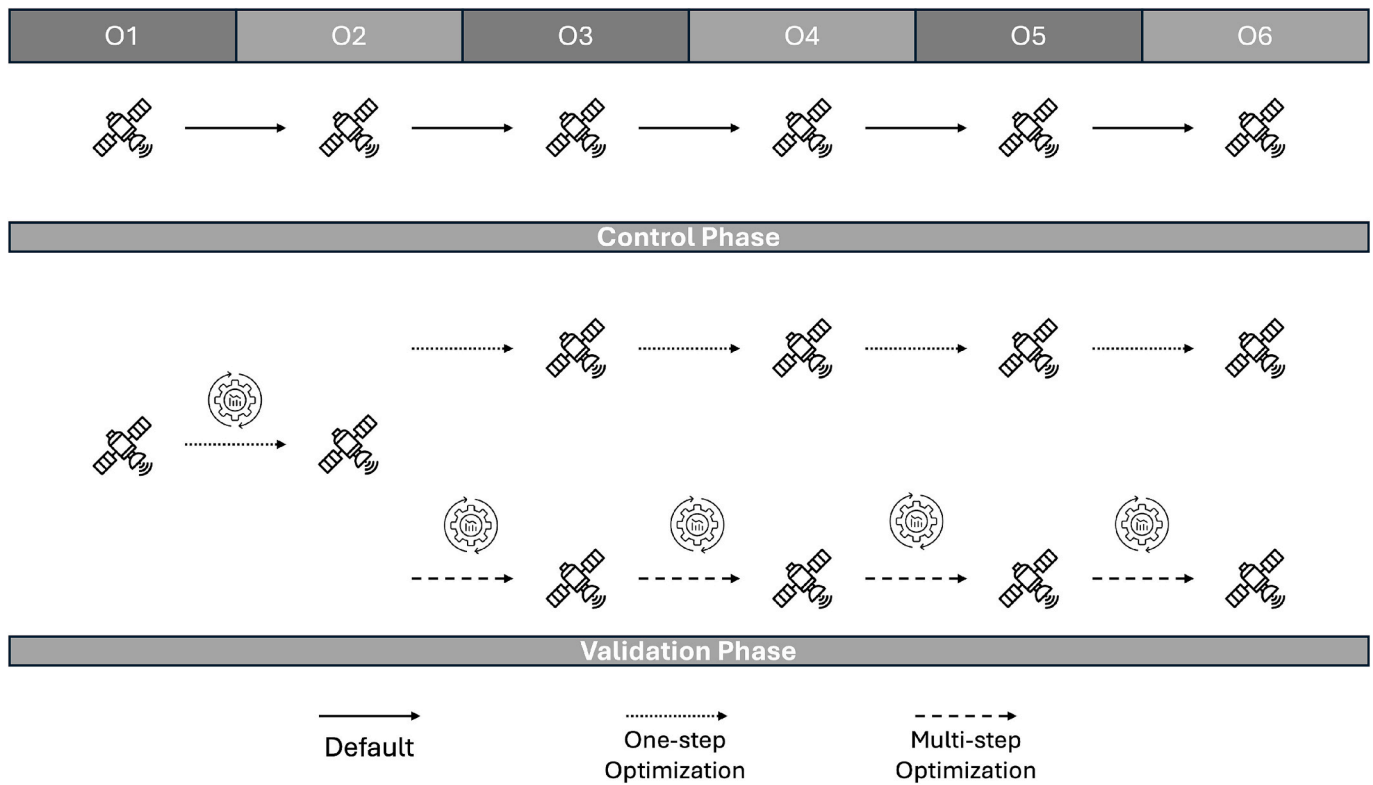 O1 O2 O3 O4 O5 O6
Control Phase
Validation Phase
Default
One-step
Optimization
Multi-step
Optimization